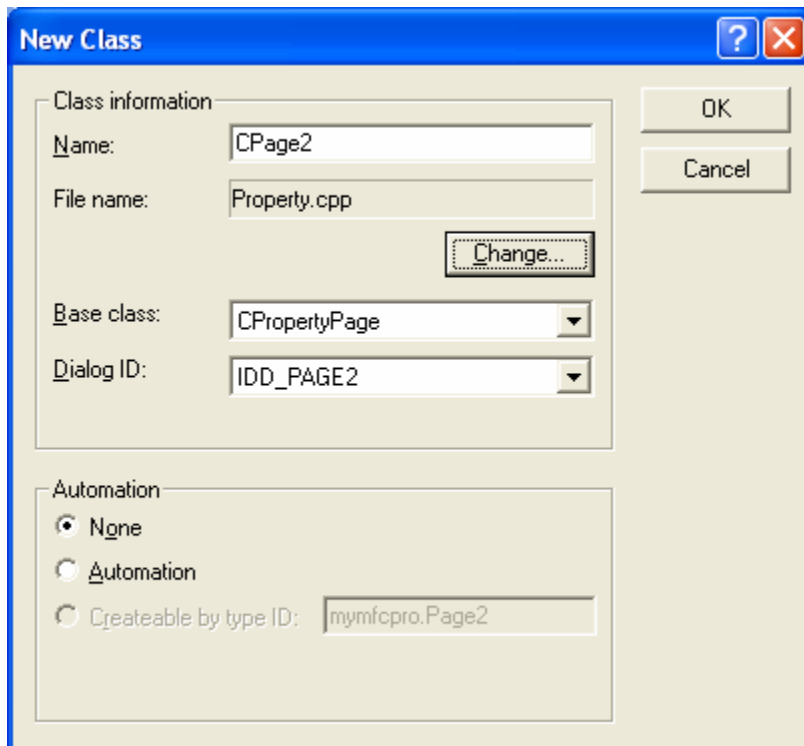 New Class
Class information
Name: CPage2
File name: Property.cpp
Change...
Base class: CPropertyPage
Dialog ID: IDD_PAGE2
OK
Cancel
Automation
None
Automation
Createable by type ID: mymfcpro.Page2